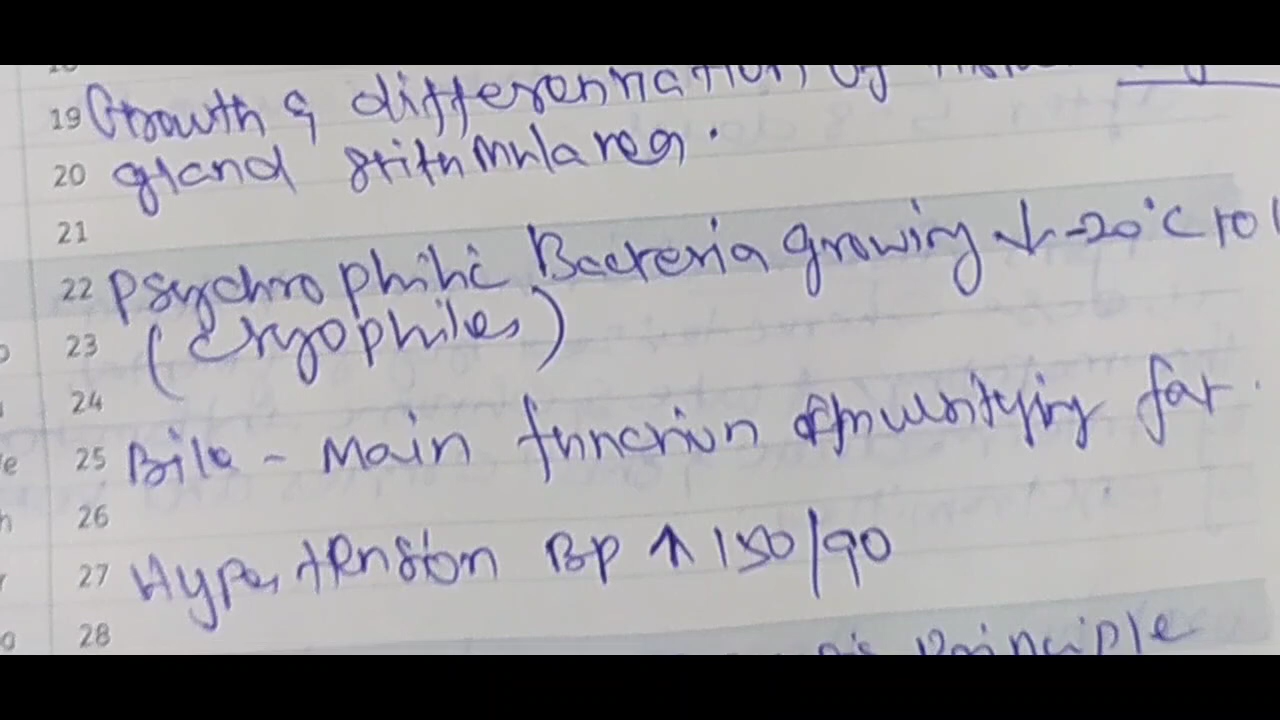 19 Growth & differentiation of
20 gland stitumulates.
21
22 Psychrophilic Bacteria growing -20°C to
23 (Cryophiles)
24
25 Bile - Main function emulsifying fat.
26
27 Hypertension BP ↑ 150/90
28 Principle